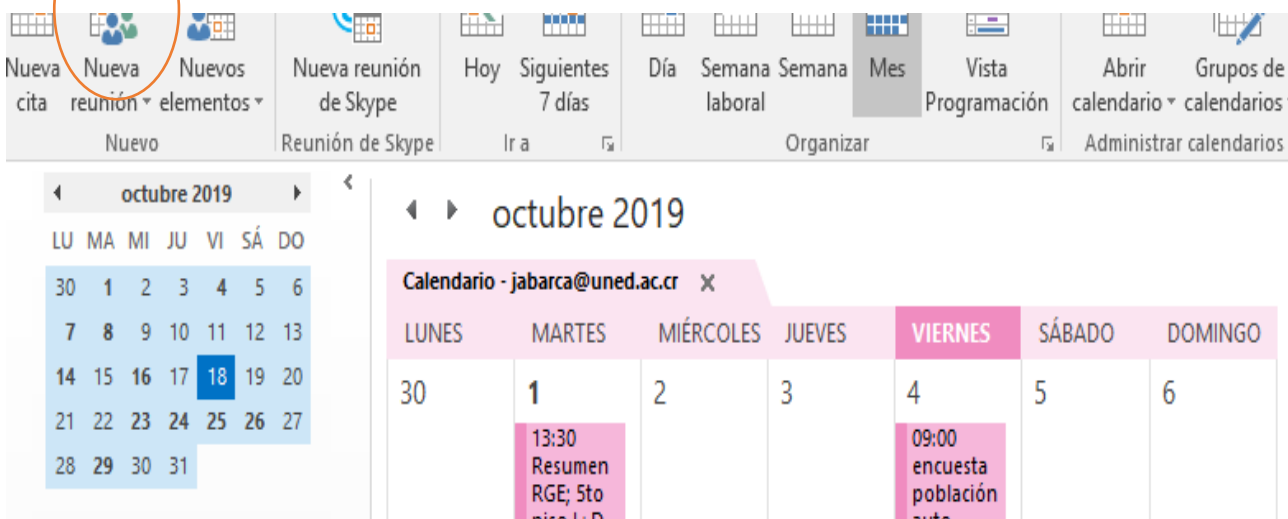 Nueva cita
Nueva reunión
Nuevos elementos
Nueva reunión de Skype
Hoy
Siguientes 7 días
Día
Semana laboral
Semana
Mes
Vista Programación
Abrir calendario
Grupos de calendarios
Nuevo
Reunión de Skype
Ir a
Organizar
Administrar calendarios
octubre 2019
LU MA MI JU VI SÁ DO
30 1 2 3 4 5 6
7 8 9 10 11 12 13
14 15 16 17 18 19 20
21 22 23 24 25 26 27
28 29 30 31
octubre 2019
Calendario - jabarca@uned.ac.cr
LUNES MARTES MIÉRCOLES JUEVES VIERNES SÁBADO DOMINGO
30 1 2 3 4 5 6
13:30
Resumen
RGE; 5to
09:00
encuesta
población